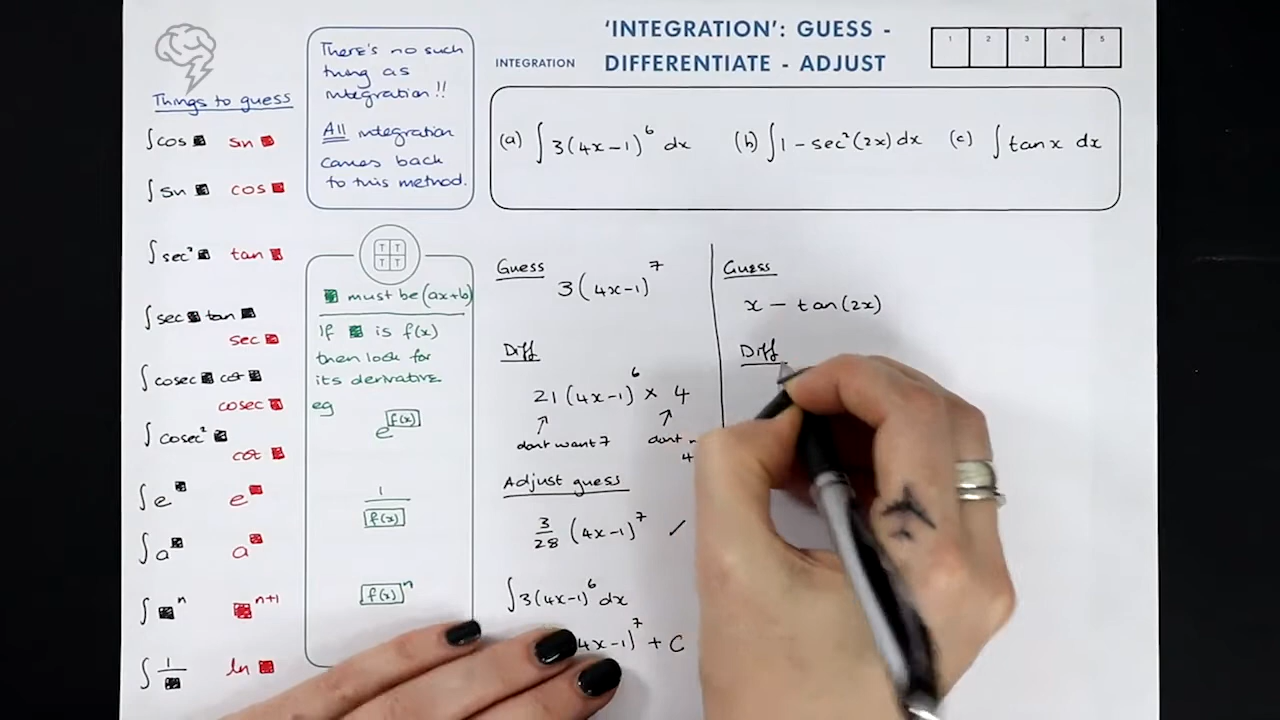 'INTEGRATION': GUESS -
INTEGRATION DIFFERENTIATE - ADJUST
1 2 3 4 5
Things to guess
∫cos ■ sin ■
∫sin ■ cos ■
∫sec² ■ tan ■
∫sec ■ tan ■
sec ■
∫cosec ■ cot ■
cosec ■
∫cosec² ■
cot ■
∫e^■ e^■
∫a^■ a^■
∫■^n ■^(n+1)
∫1/■ ln ■
There's no such
thing as
integration!!
All integration
comes back
to this method.
T T
T T
■ must be (ax+b)
If ■ is f(x)
then look for
its derivative
eg
e^f(x)
1/f(x)
f(x)^n
(a) ∫3(4x-1)^6 dx (b) ∫1 - sec²(2x) dx (c) ∫tan x dx
Guess
3(4x-1)^7
Diff
21(4x-1)^6 × 4
↑ ↑
dont want 7 dont
4
Adjust guess
3/28 (4x-1)^7 ✓
∫3(4x-1)^6 dx
4x-1)^7 + C
Guess
x - tan(2x)
Diff